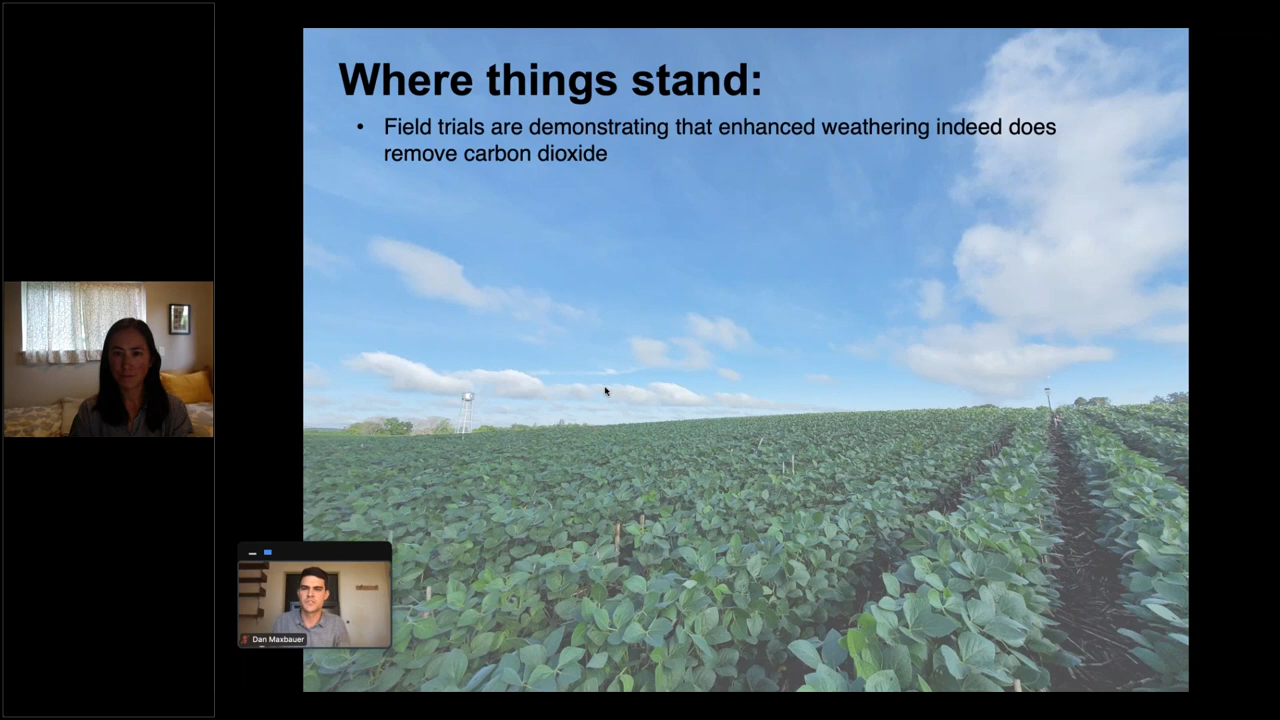 Where things stand:
• Field trials are demonstrating that enhanced weathering indeed does
remove carbon dioxide
Dan Maxbauer